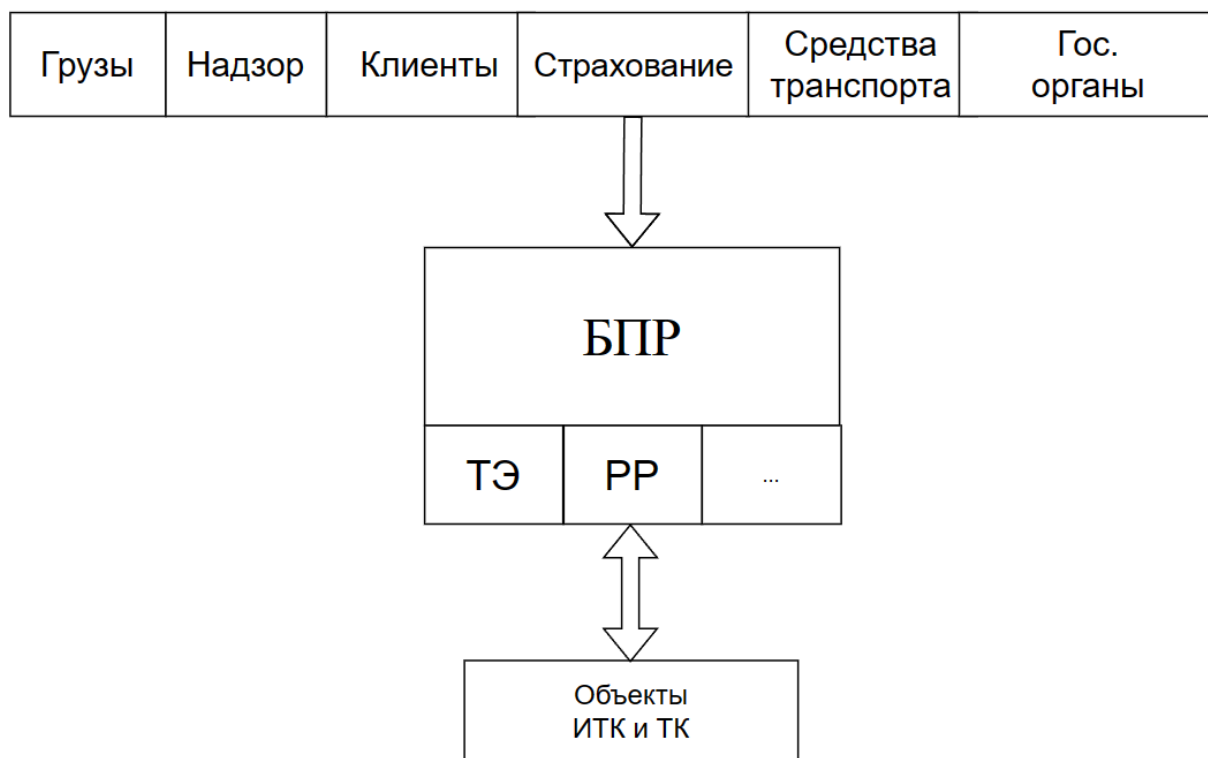 Грузы
Надзор
Клиенты
Страхование
Средства
транспорта
Гос.
органы
БПР
ТЭ
РР
...
Объекты
ИТК и ТК